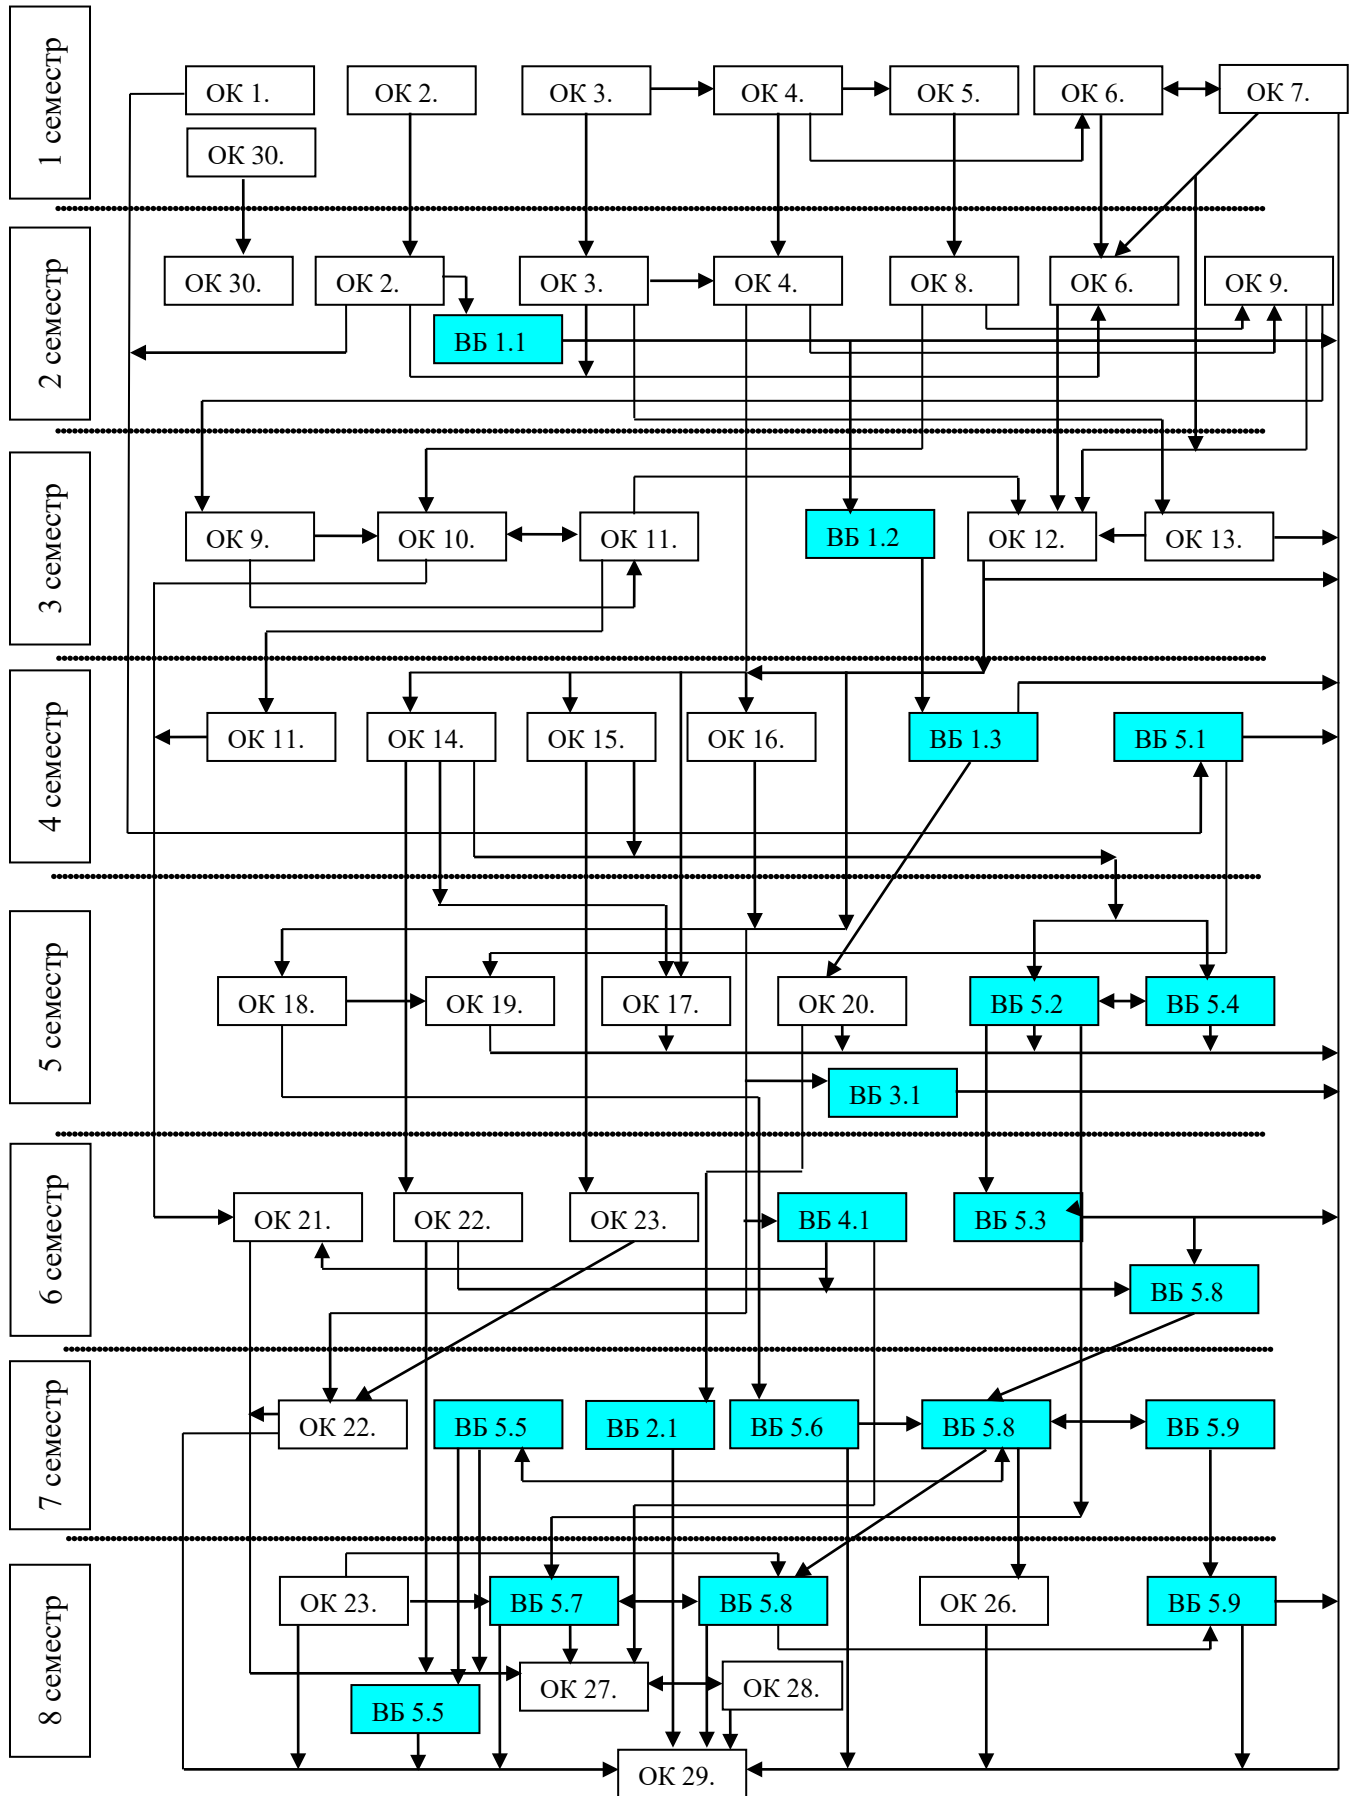 1 семестр
ОК 1.
ОК 2.
ОК 3.
ОК 4.
ОК 5.
ОК 6.
ОК 7.
ОК 30.
2 семестр
ОК 30.
ОК 2.
ОК 3.
ОК 4.
ОК 8.
ОК 6.
ОК 9.
ВБ 1.1
3 семестр
ОК 9.
ОК 10.
ОК 11.
ВБ 1.2
ОК 12.
ОК 13.
4 семестр
ОК 11.
ОК 14.
ОК 15.
ОК 16.
ВБ 1.3
ВБ 5.1
5 семестр
ОК 18.
ОК 19.
ОК 17.
ОК 20.
ВБ 5.2
ВБ 5.4
ВБ 3.1
6 семестр
ОК 21.
ОК 22.
ОК 23.
ВБ 4.1
ВБ 5.3
ВБ 5.8
7 семестр
ОК 22.
ВБ 5.5
ВБ 2.1
ВБ 5.6
ВБ 5.8
ВБ 5.9
8 семестр
ОК 23.
ВБ 5.7
ВБ 5.8
ОК 26.
ВБ 5.9
ОК 27.
ОК 28.
ВБ 5.5
ОК 29.